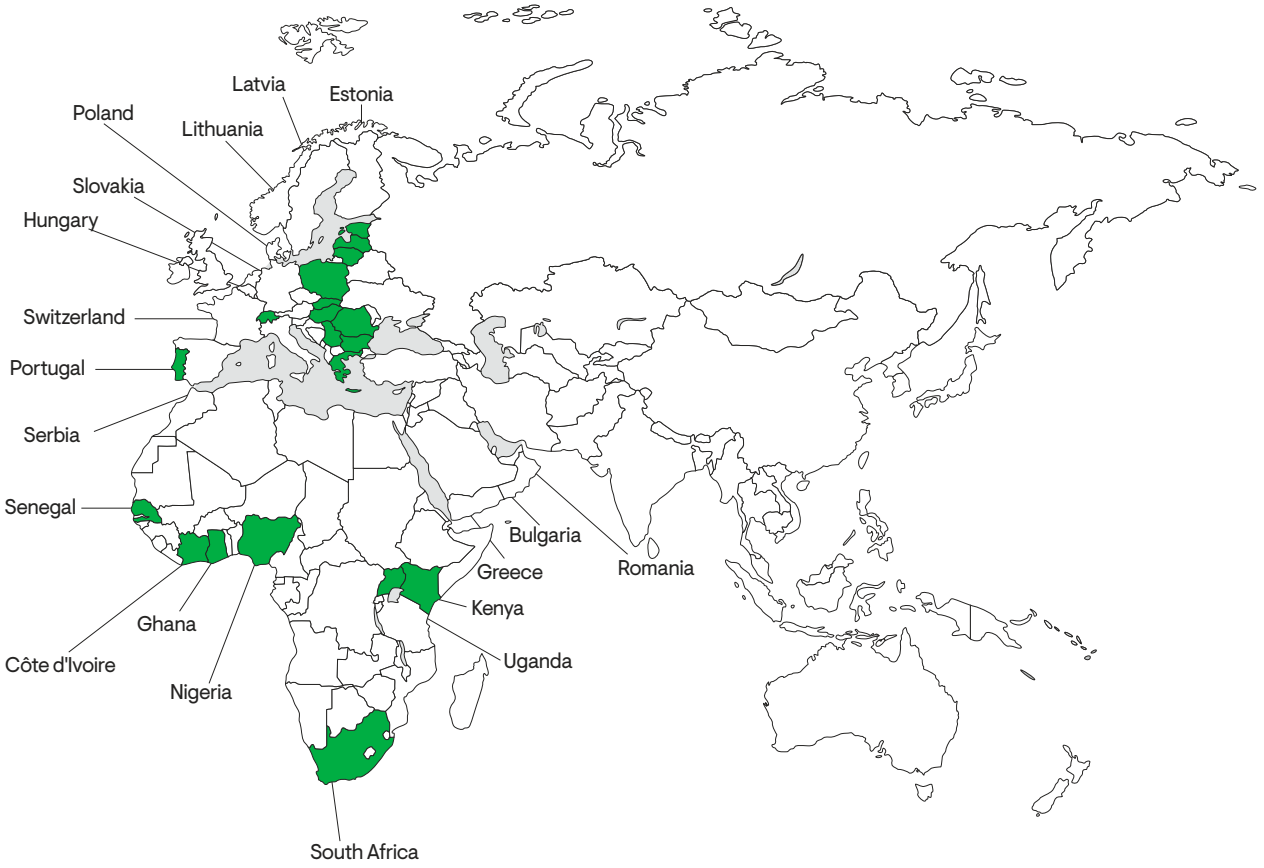 Latvia
Estonia
Poland
Lithuania
Slovakia
Hungary
Switzerland
Portugal
Serbia
Senegal
Bulgaria
Greece
Romania
Kenya
Ghana
Uganda
Côte d'Ivoire
Nigeria
South Africa